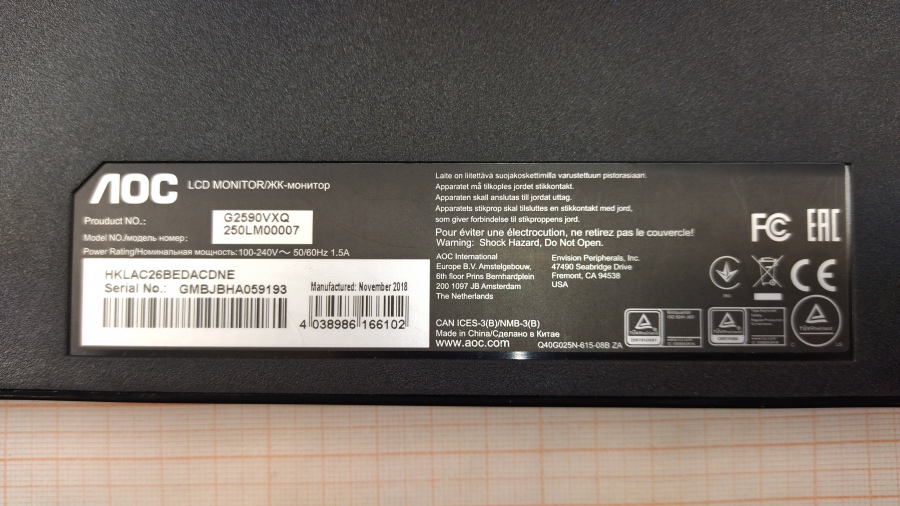 AOC LCD MONITOR/ЖК-монитор
Prouduct NO.: G2590VXQ
Model NO./модель номер: 250LM00007
Power Rating/Номинальная мощность: 100-240V～ 50/60Hz 1.5A
HKLAC26BEDACDNE
Serial No.: GMBJBHA059193
Manufactured: November 2018
4 038986 166102
Laite on liitettävä suojakoskettimilla varustettuun pistorasiaan.
Apparatet må tilkoples jordet stikkontakt.
Apparaten skall anslutas till jordat uttag.
Apparatets stikprop skal tilsluttes en stikkontakt med jord,
som giver forbindelse til stikproppens jord.
Pour éviter une électrocution, ne retirez pas le couvercle!
Warning: Shock Hazard, Do Not Open.
AOC International
Europe B.V. Amstelgebouw,
6th floor Prins Bernhardplein
200 1097 JB Amsterdam
The Netherlands
Envision Peripherals, Inc.
47490 Seabridge Drive
Fremont, CA 94538
USA
CAN ICES-3(B)/NMB-3(B)
Made in China/Сделано в Китае
www.aoc.com
Q40G025N-615-08B ZA
FC EAC
CE
TÜVRheinland
C US